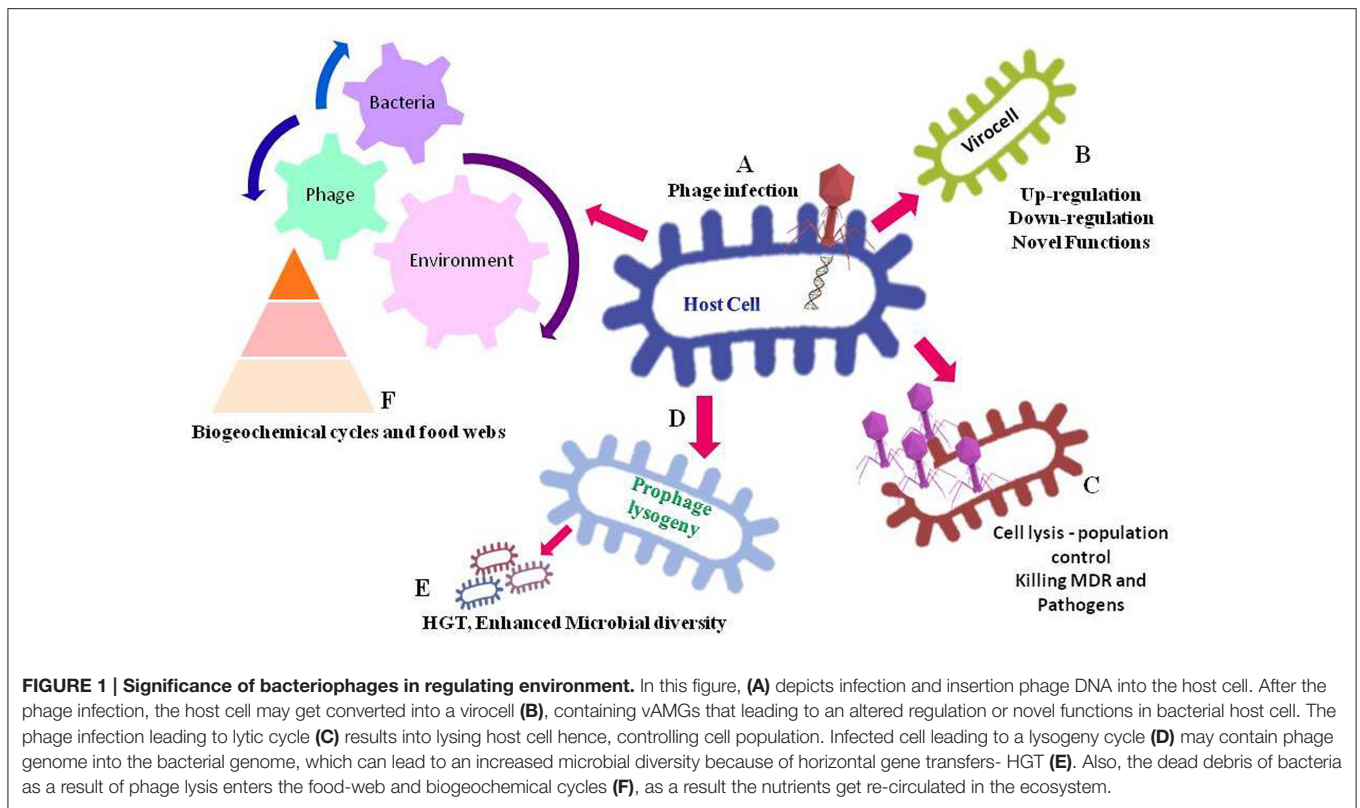 Bacteria
Phage
Environment
A
Phage infection
Host Cell
Virocell
B
Up-regulation
Down-regulation
Novel Functions
F
Biogeochemical cycles and food webs
D
Prophage
lysogeny
E
HGT, Enhanced Microbial diversity
C
Cell lysis - population
control
Killing MDR and
Pathogens
FIGURE 1 | Significance of bacteriophages in regulating environment. In this figure, (A) depicts infection and insertion phage DNA into the host cell. After the
phage infection, the host cell may get converted into a virocell (B), containing vAMGs that leading to an altered regulation or novel functions in bacterial host cell. The
phage infection leading to lytic cycle (C) results into lysing host cell hence, controlling cell population. Infected cell leading to a lysogeny cycle (D) may contain phage
genome into the bacterial genome, which can lead to an increased microbial diversity because of horizontal gene transfers- HGT (E). Also, the dead debris of bacteria
as a result of phage lysis enters the food-web and biogeochemical cycles (F), as a result the nutrients get re-circulated in the ecosystem.